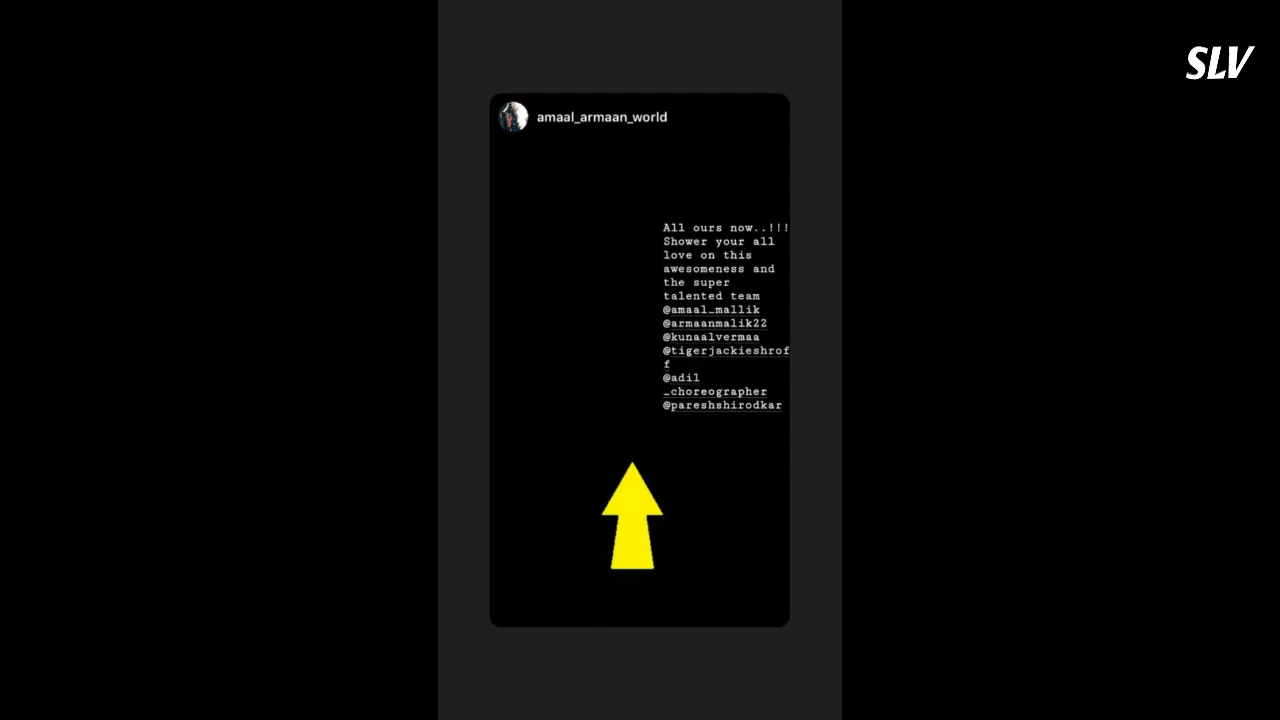 SLV
amaal_armaan_world
All ours now..!!!
Shower your all
love on this
awesomeness and
the super
talented team
@amaal_mallik
@armaanmalik22
@kunaalvermaa
@tigerjackieshrof
f
@adil
_choreographer
@pareshshirodkar